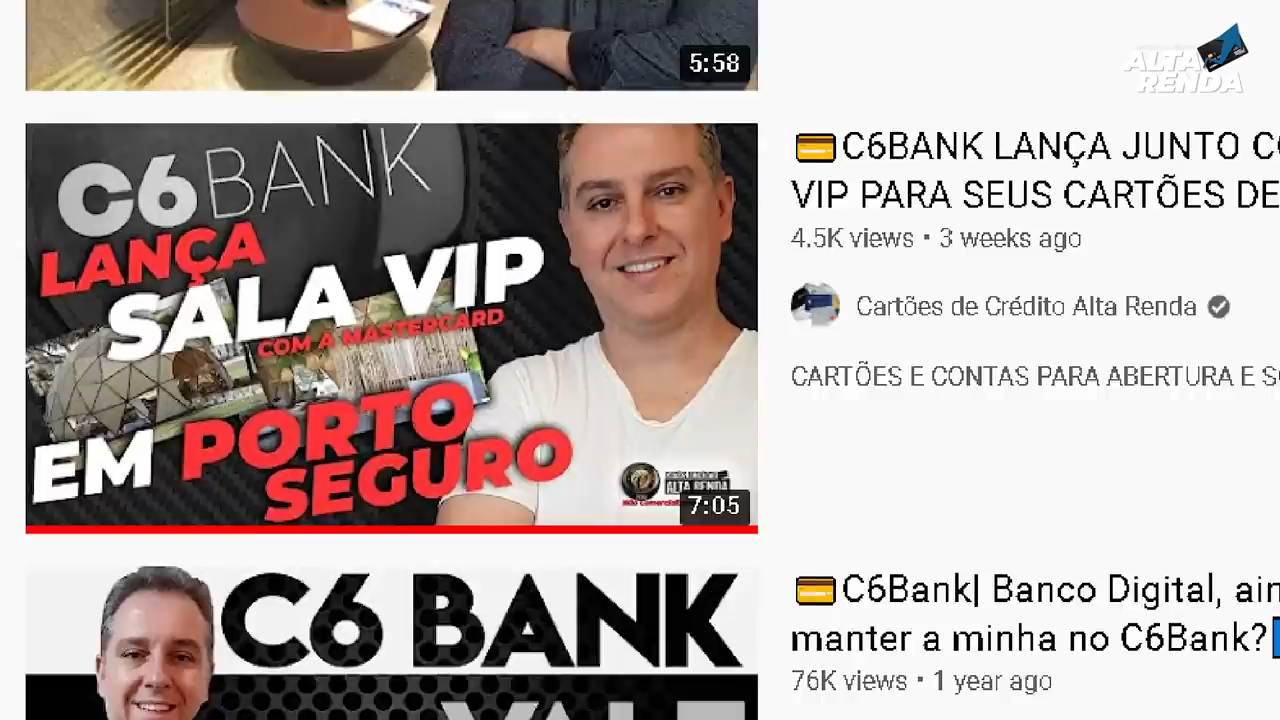 5:58
ALTA
RENDA
C6BANK
LANÇA
SALA VIP
COM A MASTERCARD
EM PORTO
SEGURO
ALTA RENDA
7:05
C6BANK LANÇA JUNTO
VIP PARA SEUS CARTÕES DE
4.5K views • 3 weeks ago
Cartões de Crédito Alta Renda
CARTÕES E CONTAS PARA ABERTURA E
C6 BANK
C6Bank| Banco Digital,
manter a minha no C6Bank?
76K views • 1 year ago